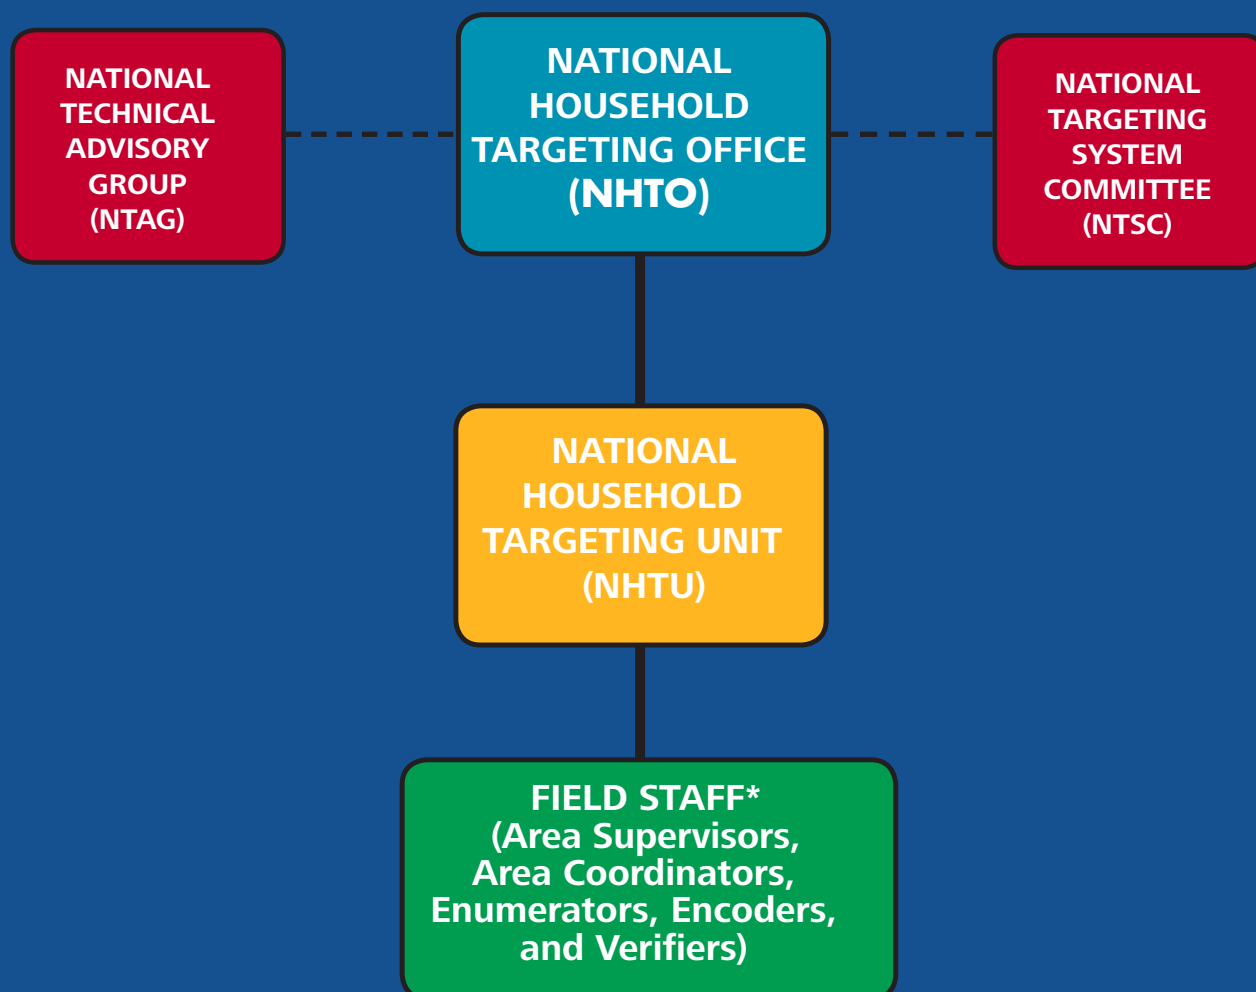 NATIONAL
TECHNICAL
ADVISORY
GROUP
(NTAG)
NATIONAL
HOUSEHOLD
TARGETING OFFICE
(NHTO)
NATIONAL
TARGETING
SYSTEM
COMMITTEE
(NTSC)
NATIONAL
HOUSEHOLD
TARGETING UNIT
(NHTU)
FIELD STAFF*
(Area Supervisors,
Area Coordinators,
Enumerators, Encoders,
and Verifiers)